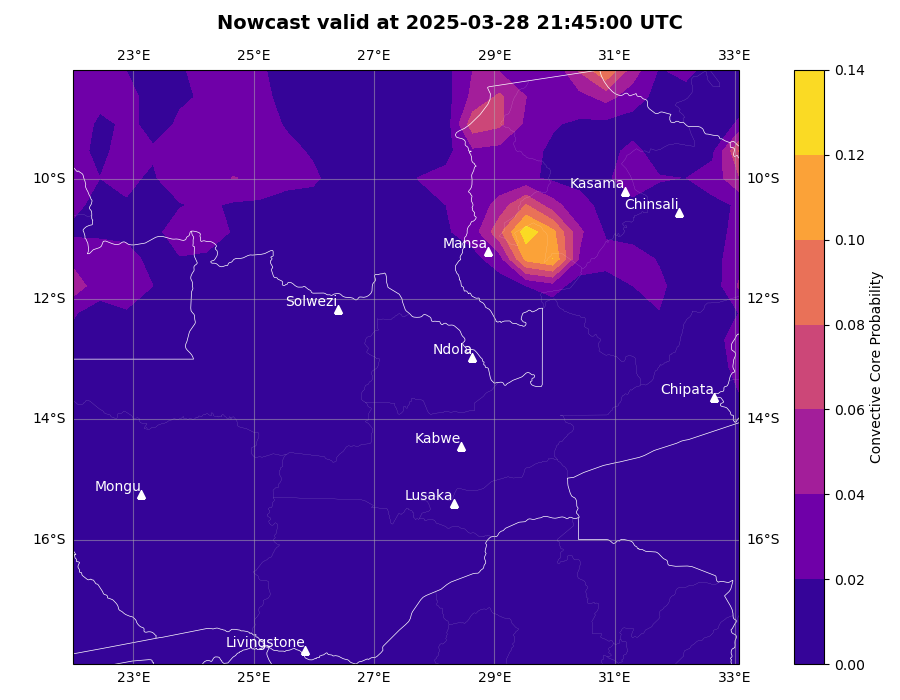 Nowcast valid at 2025-03-28 21:45:00 UTC
23°E 25°E 27°E 29°E 31°E 33°E
0.14
0.12
10°S Kasama 10°S
Chinsali
0.10
Mansa
12°S Solwezi 12°S
0.08
Ndola
Chipata
0.06
14°S 14°S
Kabwe
Convective Core Probability
Mongu Lusaka
0.04
16°S 16°S
0.02
Livingstone
0.00
23°E 25°E 27°E 29°E 31°E 33°E